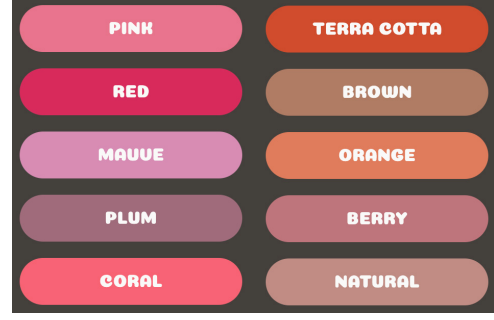 PINK
TERRA COTTA
RED
BROWN
MAUVE
ORANGE
PLUM
BERRY
CORAL
NATURAL